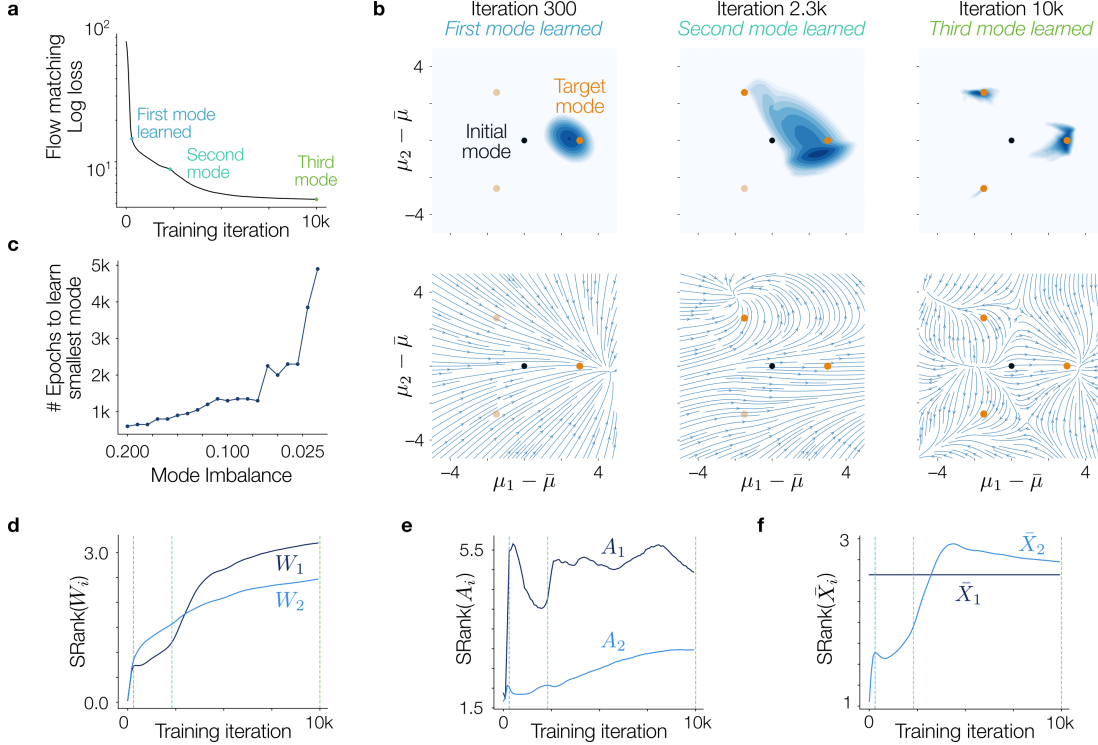 a
10²
10¹
Flow matching
Log loss
First mode
learned
Second
mode
Third
mode
0
10k
Training iteration
b
Iteration 300
First mode learned
Iteration 2.3k
Second mode learned
Iteration 10k
Third mode learned
4
−4
μ₂ − μ̄
Target
mode
Initial
mode
4
−4
μ₂ − μ̄
−4
4
μ₁ − μ̄
−4
4
μ₁ − μ̄
−4
4
μ₁ − μ̄
c
5k
4k
3k
2k
1k
# Epochs to learn
smallest mode
0.200
0.100
0.025
Mode Imbalance
d
3.0
0.0
SRank(Wᵢ)
W₁
W₂
0
10k
Training iteration
e
5.5
1.5
SRank(Aᵢ)
A₁
A₂
0
10k
Training iteration
f
3
1
SRank(X̄ᵢ)
X̄₂
X̄₁
0
10k
Training iteration